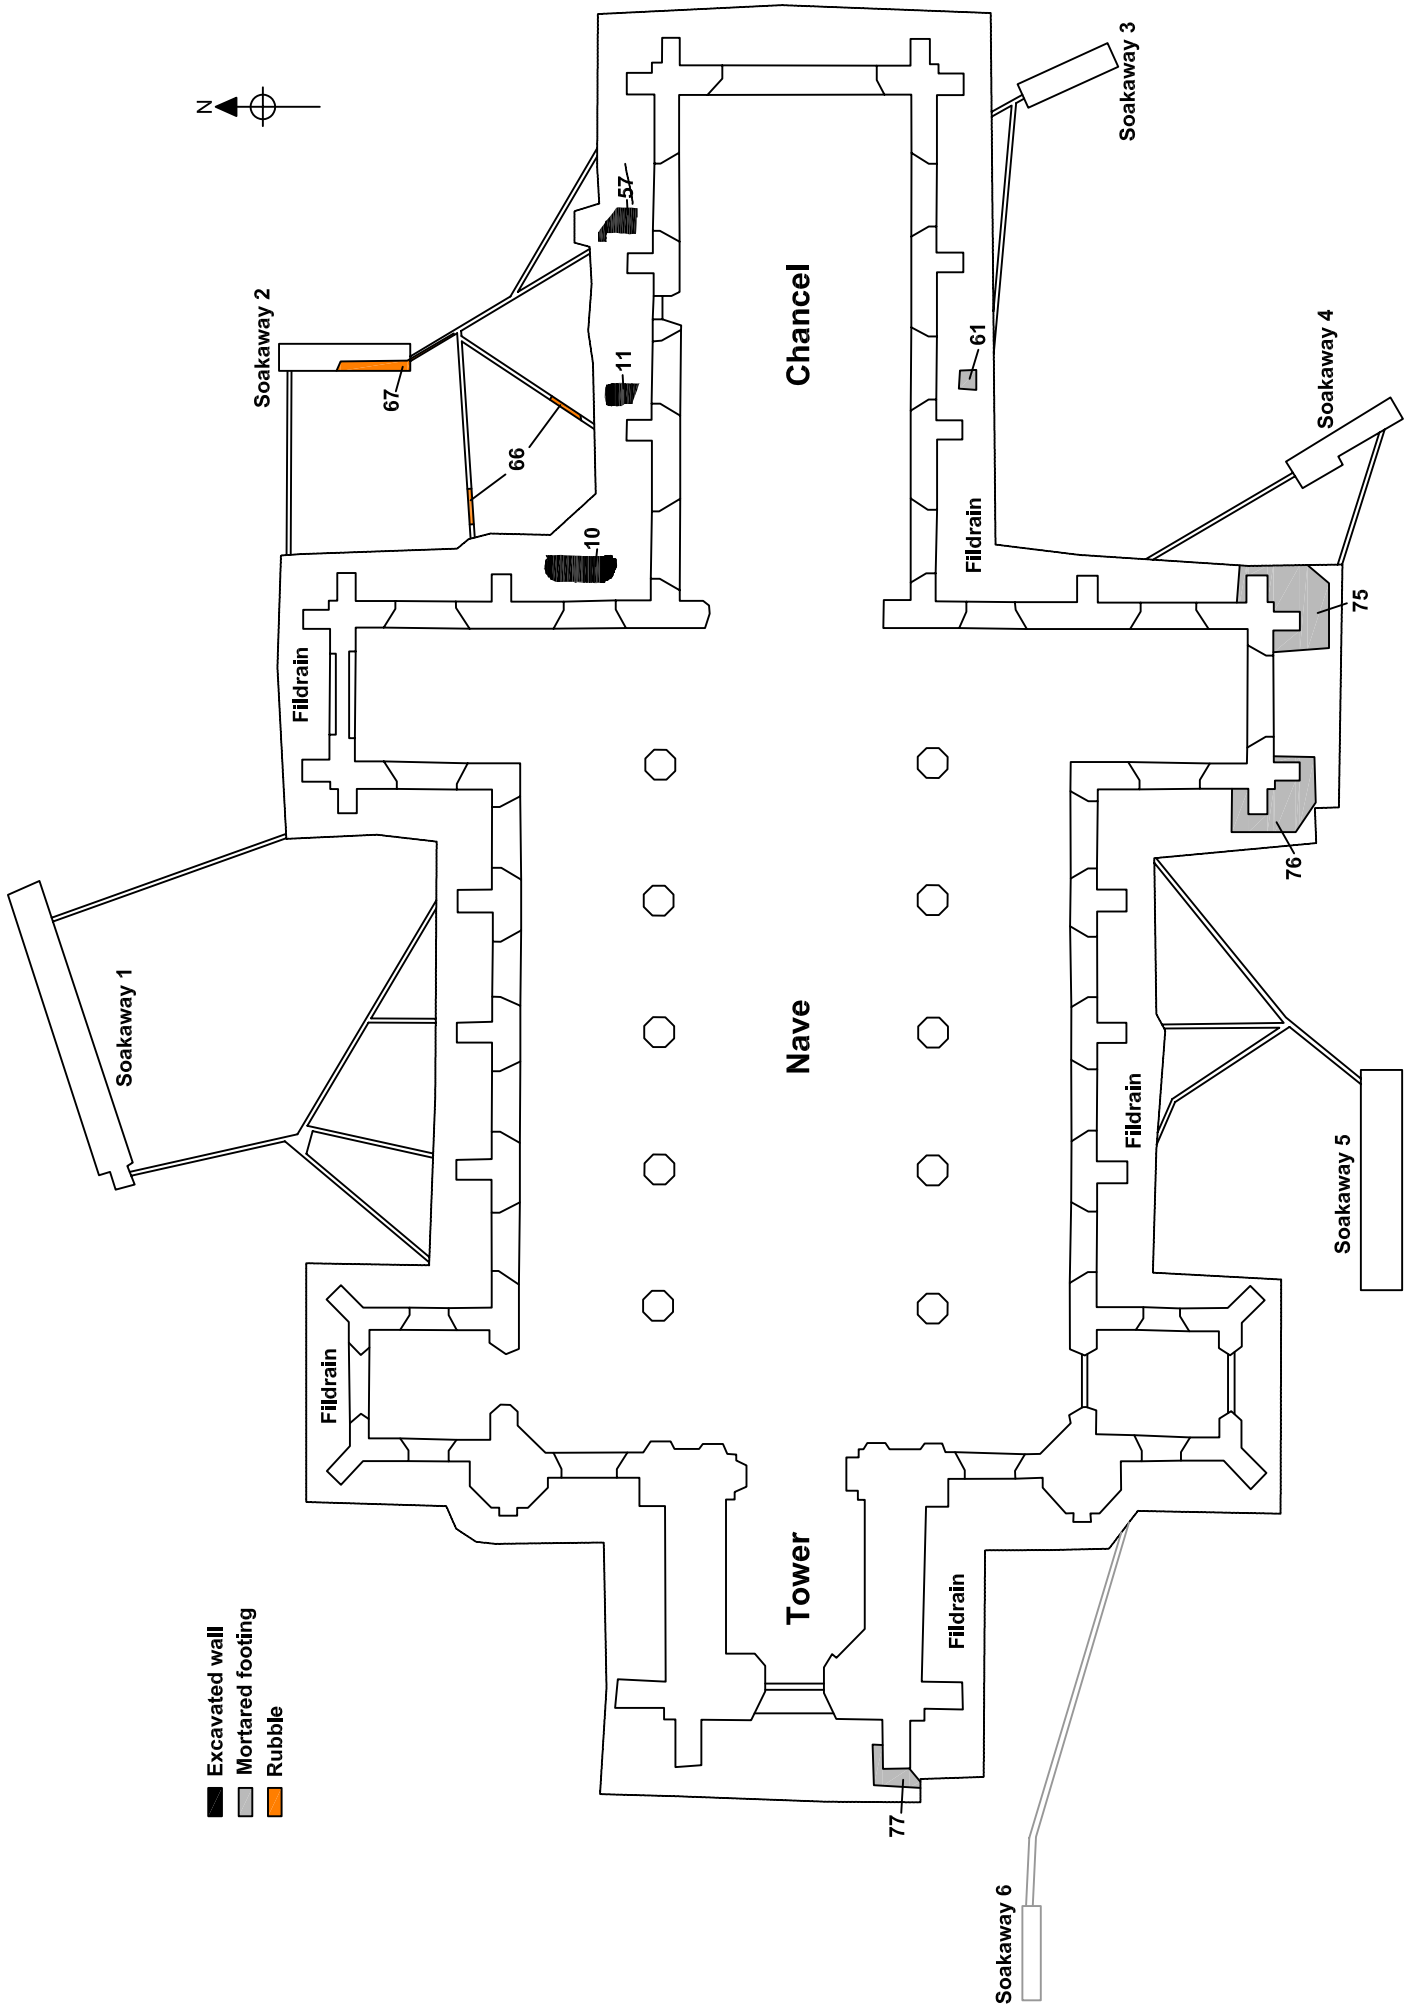 Excavated wall
Mortared footing
Rubble
N
Soakaway 1
Soakaway 2
67
66
57
11
10
Soakaway 3
Fildrain
Fildrain
Chancel
Nave
Tower
61
Fildrain
Soakaway 4
75
76
Fildrain
Soakaway 5
Fildrain
77
Soakaway 6